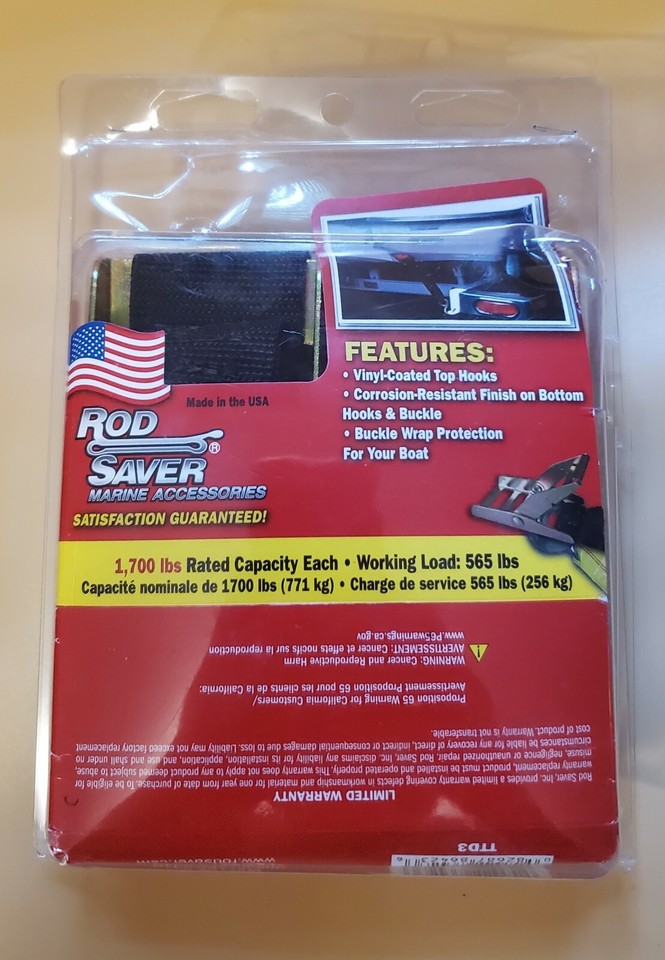 FEATURES:
• Vinyl-Coated Top Hooks
• Corrosion-Resistant Finish on Bottom
Hooks & Buckle
• Buckle Wrap Protection
For Your Boat
Made in the USA
ROD
SAVER®
MARINE ACCESSORIES
SATISFACTION GUARANTEED!
1,700 lbs Rated Capacity Each • Working Load: 565 lbs
Capacité nominale de 1700 lbs (771 kg) • Charge de service 565 lbs (256 kg)
TTD3
www.rodsaver.com
LIMITED WARRANTY
Rod Saver, Inc. provides a limited warranty covering defects in workmanship and material for one year from date of purchase. To be eligible for
warranty replacement, product must be installed and operated properly. This warranty does not apply to any product deemed subject to abuse,
misuse, negligence or unauthorized repair. Rod Saver, Inc. disclaims any liability for its installation, application, and use and shall under no
circumstances be liable for any recovery of direct, indirect or consequential damages due to loss. Liability may not exceed factory replacement
cost of product. Warranty is not transferable.
Proposition 65 Warning for California Customers/
Avertissement Proposition 65 pour les clients de la California:
WARNING: Cancer and Reproductive Harm
AVERTISSEMENT: Cancer et effets nocifs sur la reproduction
www.P65warnings.ca.gov